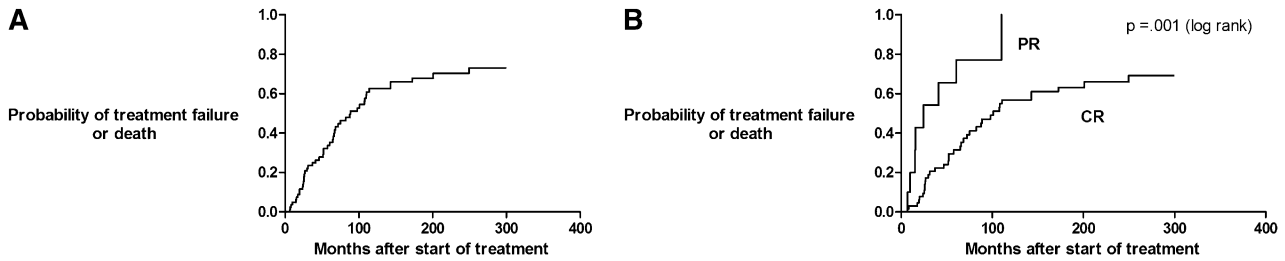 A
1.0
0.8
0.6
0.4
0.2
0.0
Probability of treatment failure
or death
0 100 200 300 400
Months after start of treatment
B
p =.001 (log rank)
1.0
0.8
0.6
0.4
0.2
0.0
PR
CR
Probability of treatment failure
or death
0 100 200 300 400
Months after start of treatment